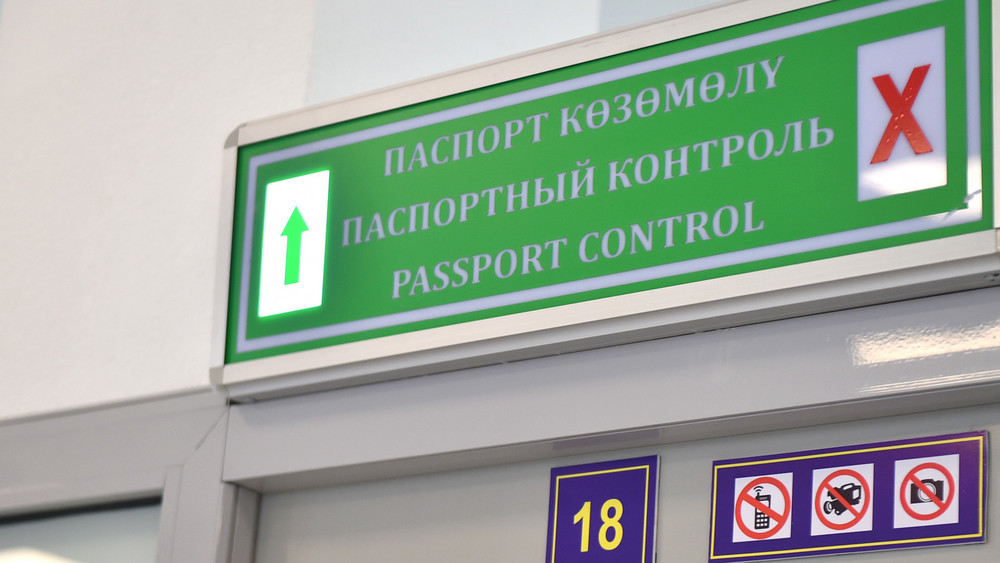 ПАСПОРТ КӨЗӨМӨЛҮ
ПАСПОРТНЫЙ КОНТРОЛЬ
PASSPORT CONTROL
X
18